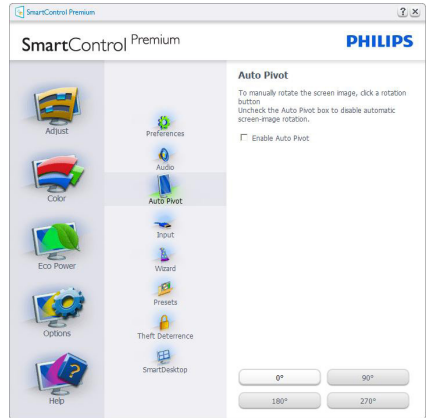 SmartControl Premium
? ×
SmartControl Premium
PHILIPS
Adjust
Color
Eco Power
Options
Help
Preferences
Audio
Auto Pivot
Input
Wizard
Presets
Theft Deterrence
SmartDesktop
Auto Pivot
To manually rotate the screen image, click a rotation
button
Uncheck the Auto Pivot box to disable automatic
screen-image rotation.
Enable Auto Pivot
0°
90°
180°
270°